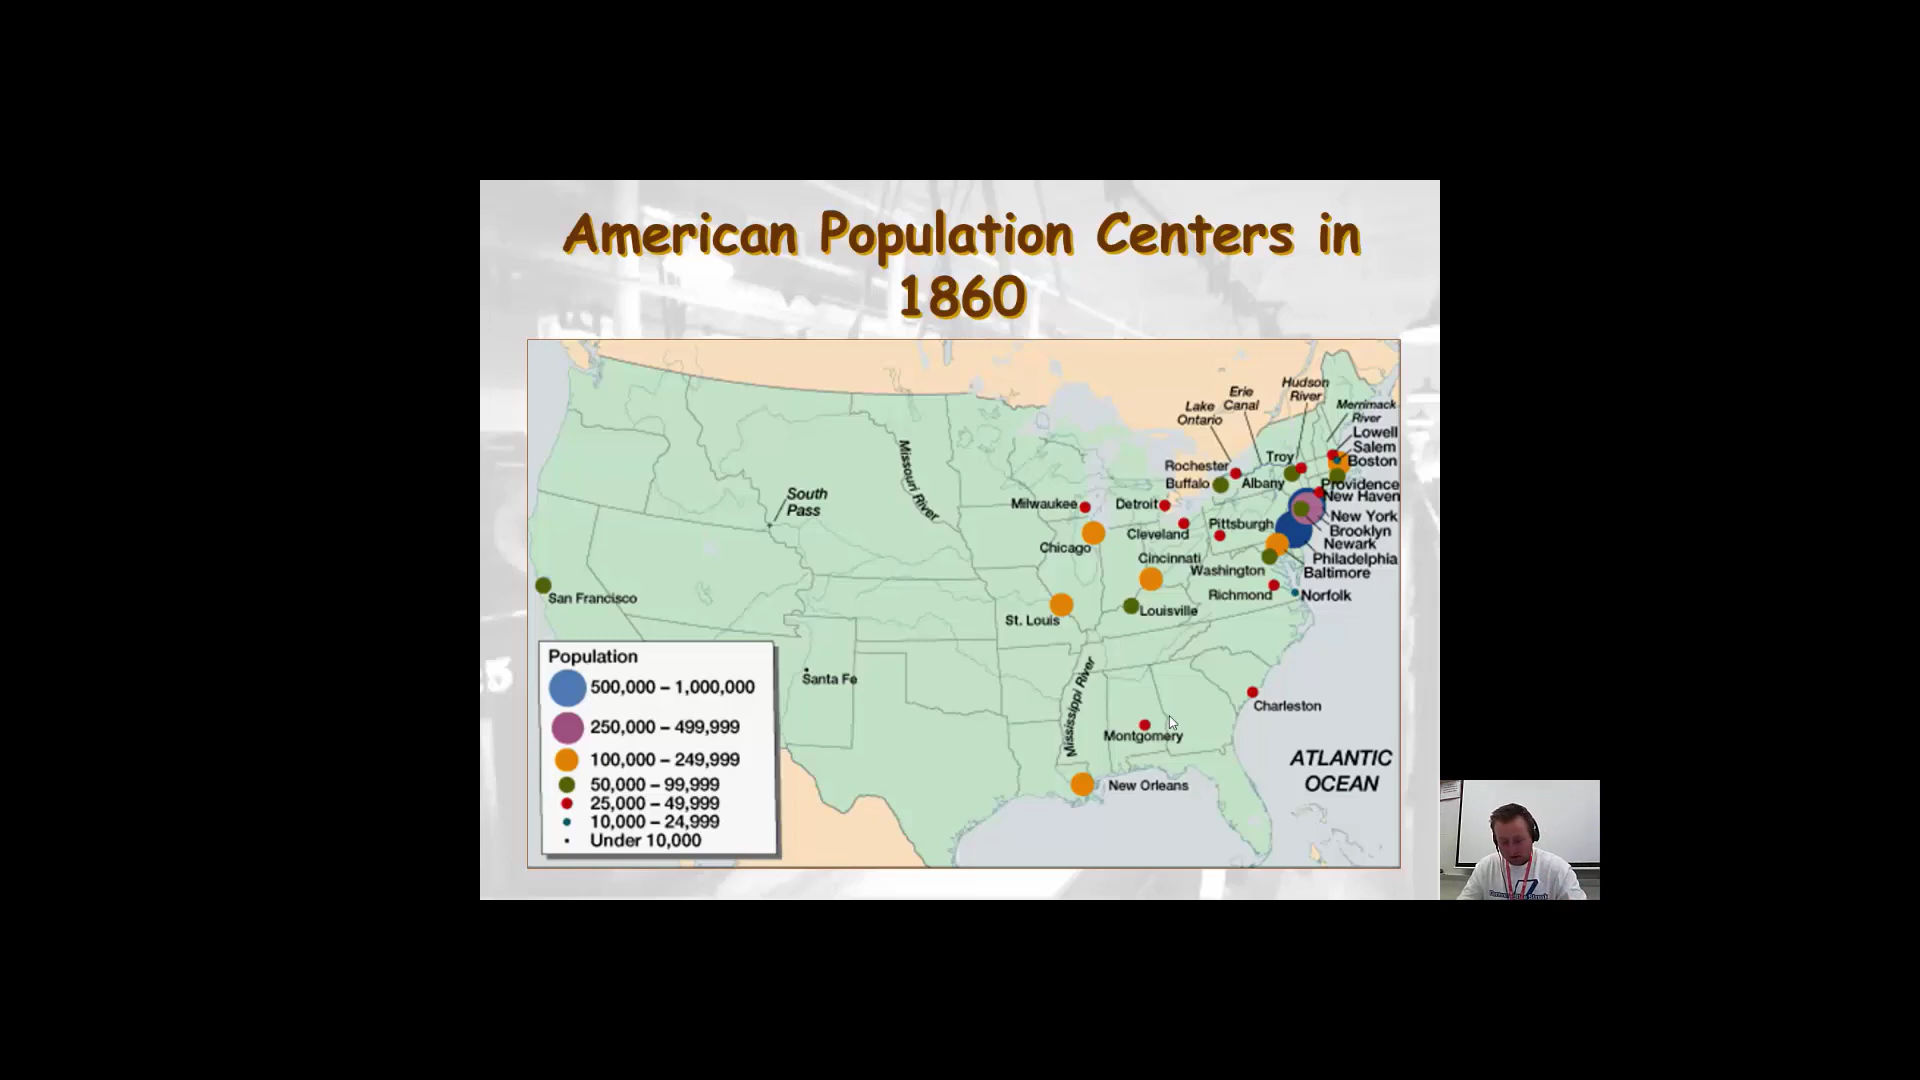 American Population Centers in
1860
Hudson
River
Erie
Canal
Lake
Ontario
Merrimack
River
Lowell
Salem
Boston
Troy
Rochester
Buffalo
Albany
Providence
New Haven
Missouri River
South
Pass
Milwaukee
Detroit
New York
Pittsburgh
Brooklyn
Cleveland
Newark
Chicago
Cincinnati
Philadelphia
Washington
Baltimore
San Francisco
Richmond
Norfolk
Louisville
St. Louis
Mississippi River
Santa Fe
Charleston
Montgomery
ATLANTIC
OCEAN
New Orleans
Population
500,000 – 1,000,000
250,000 – 499,999
100,000 – 249,999
50,000 – 99,999
25,000 – 49,999
10,000 – 24,999
Under 10,000